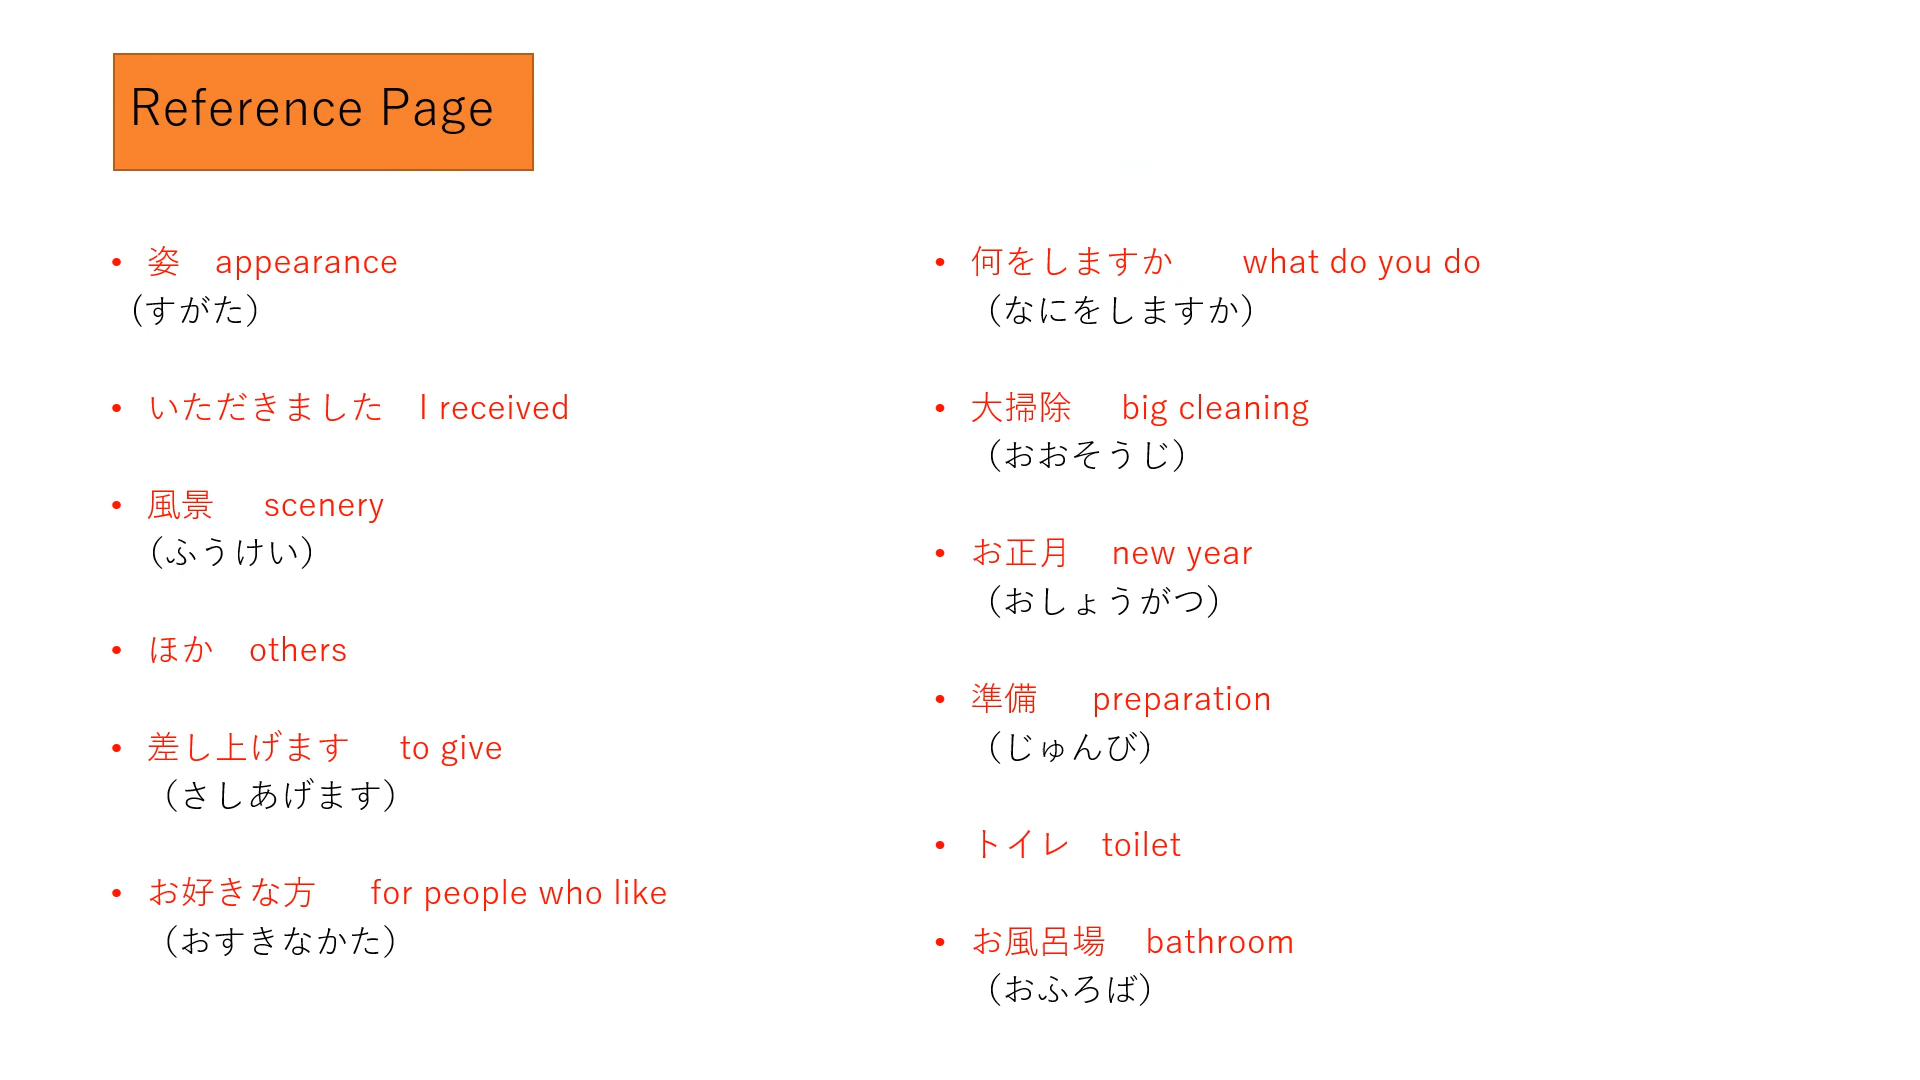 Reference Page
• 姿　appearance
(すがた)
• いただきました　I received
• 風景　scenery
(ふうけい)
• ほか　others
• 差し上げます　to give
(さしあげます)
• お好きな方　for people who like
(おすきなかた)
• 何をしますか　what do you do
(なにをしますか)
• 大掃除　big cleaning
(おおそうじ)
• お正月　new year
(おしょうがつ)
• 準備　preparation
(じゅんび)
• トイレ　toilet
• お風呂場　bathroom
(おふろば)